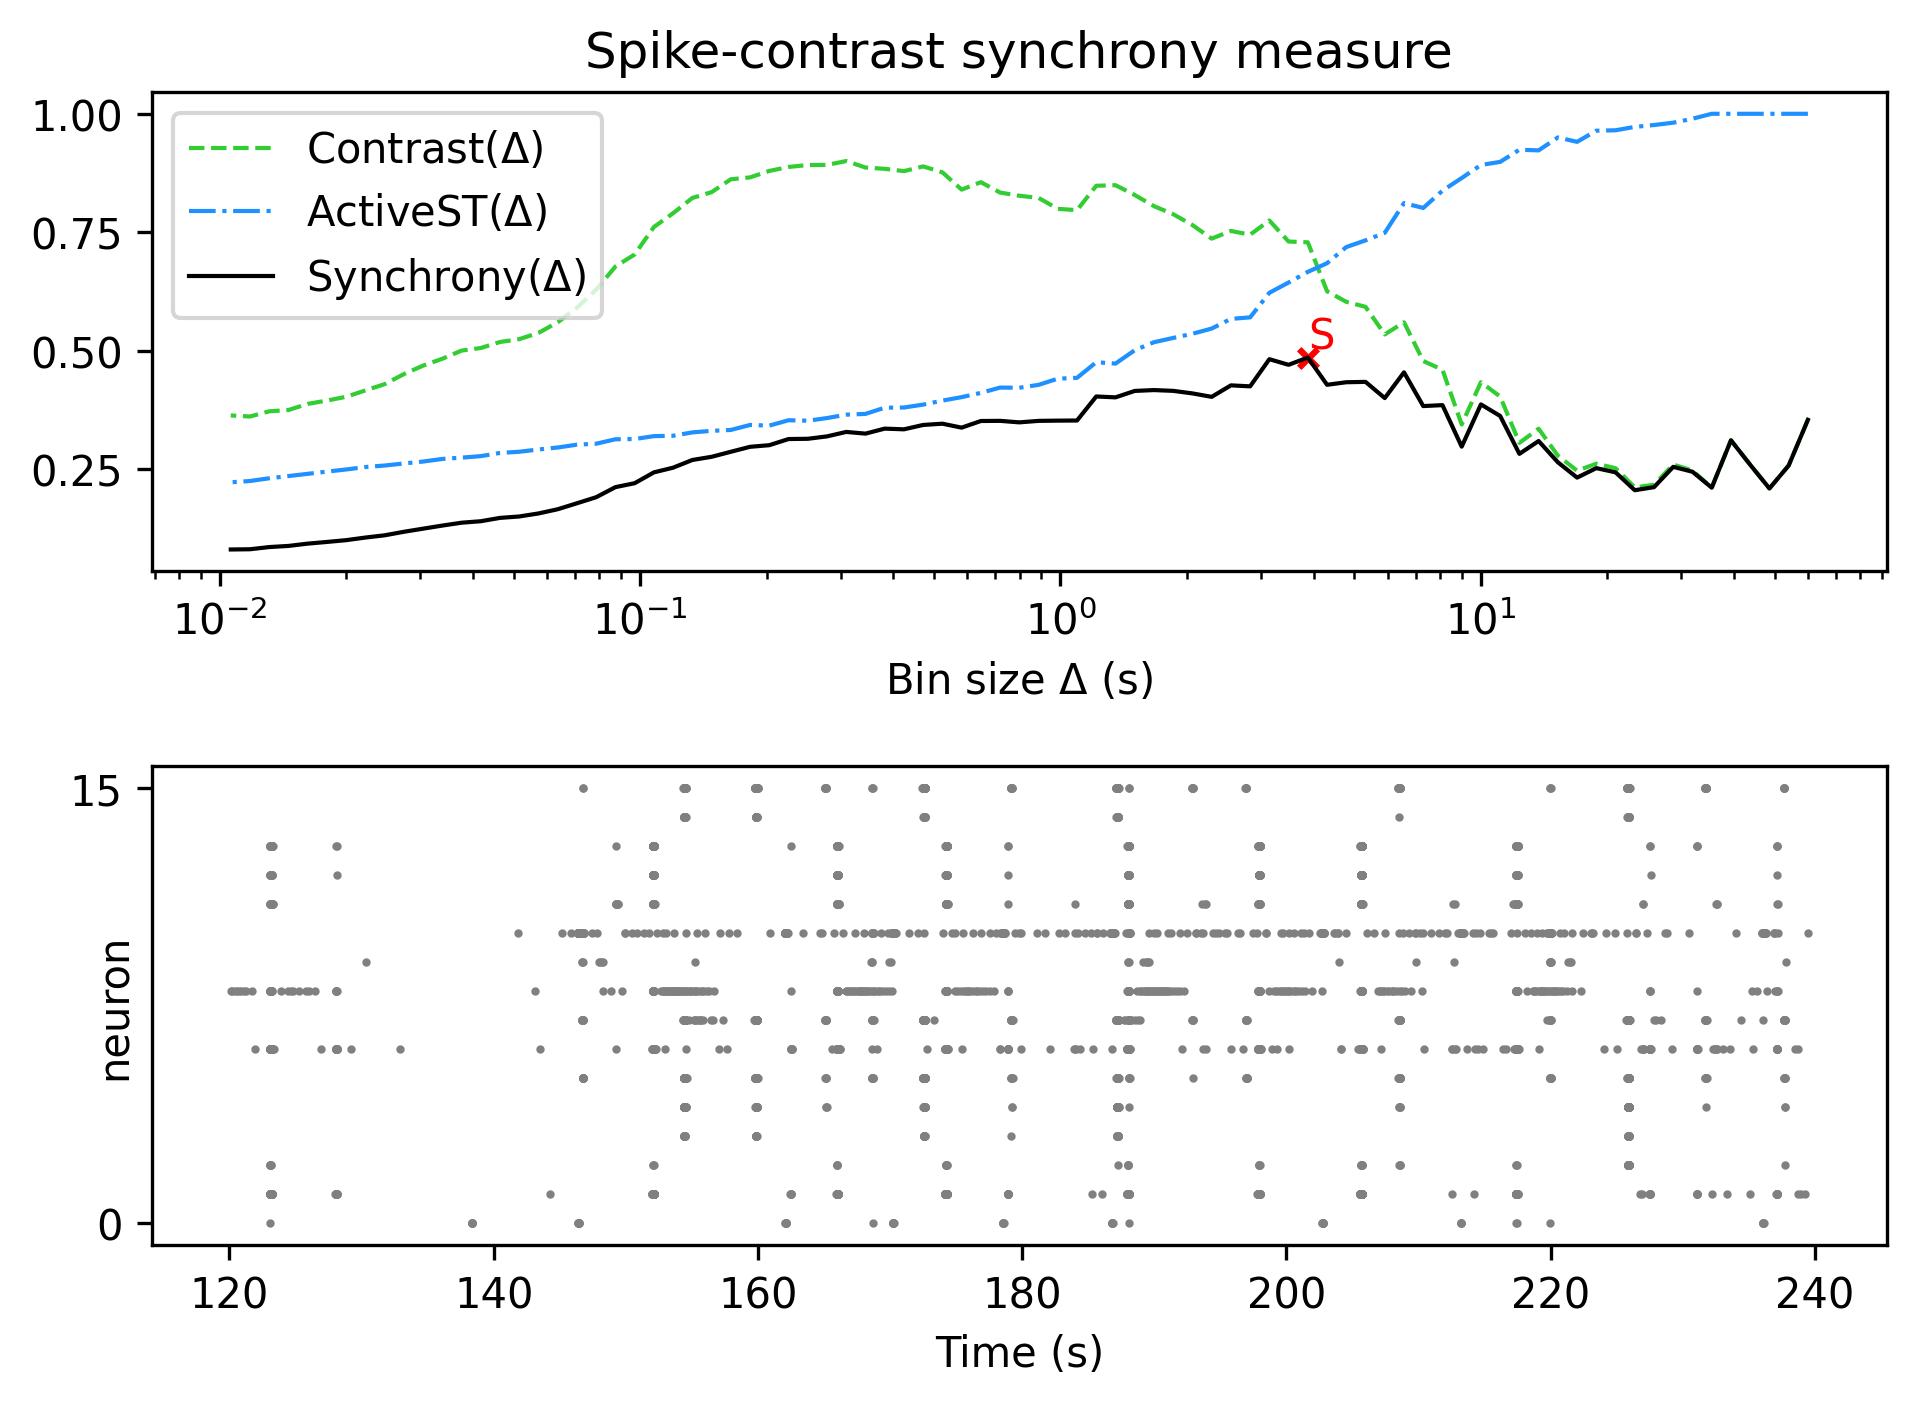 Spike-contrast synchrony measure
1.00
0.75
0.50
0.25
Contrast(Δ)
ActiveST(Δ)
Synchrony(Δ)
S
10⁻² 10⁻¹ 10⁰ 10¹
Bin size Δ (s)
15
neuron
0
120 140 160 180 200 220 240
Time (s)